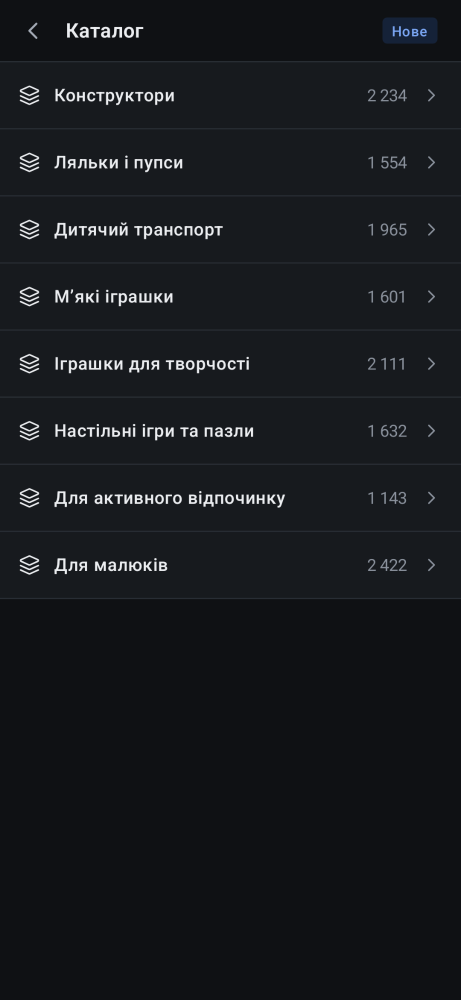 Каталог Нове
Конструктори 2 234
Ляльки і пупси 1 554
Дитячий транспорт 1 965
М’які іграшки 1 601
Іграшки для творчості 2 111
Настільні ігри та пазли 1 632
Для активного відпочинку 1 143
Для малюків 2 422